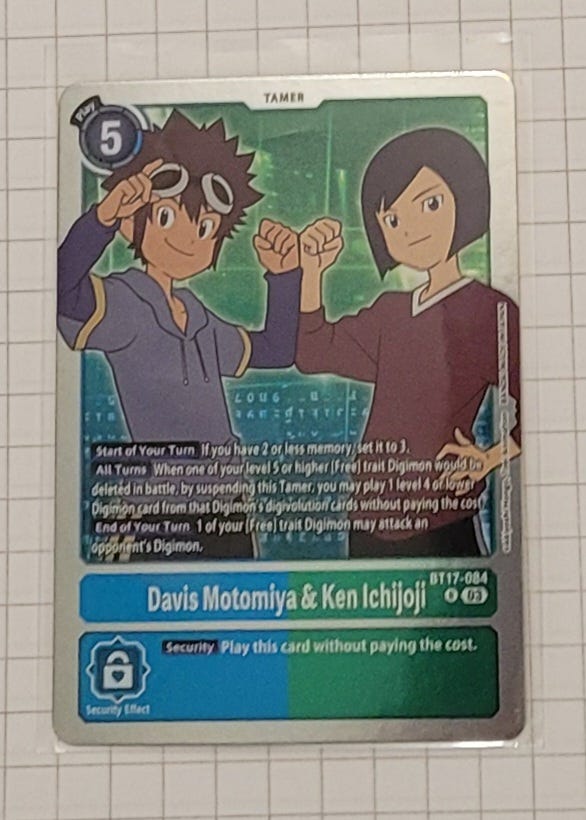 TAMER
Play
5
Start of Your Turn If you have 2 or less memory, set it to 3.
All Turns When one of your level 5 or higher [Free] trait Digimon would be
deleted in battle, by suspending this Tamer, you may play 1 level 4 or lower
Digimon card from that Digimon's digivolution cards without paying the cost.
End of Your Turn 1 of your [Free] trait Digimon may attack an
opponent's Digimon.
BT17-084
Davis Motomiya & Ken Ichijoji
R 03
Security Play this card without paying the cost.
Security Effect